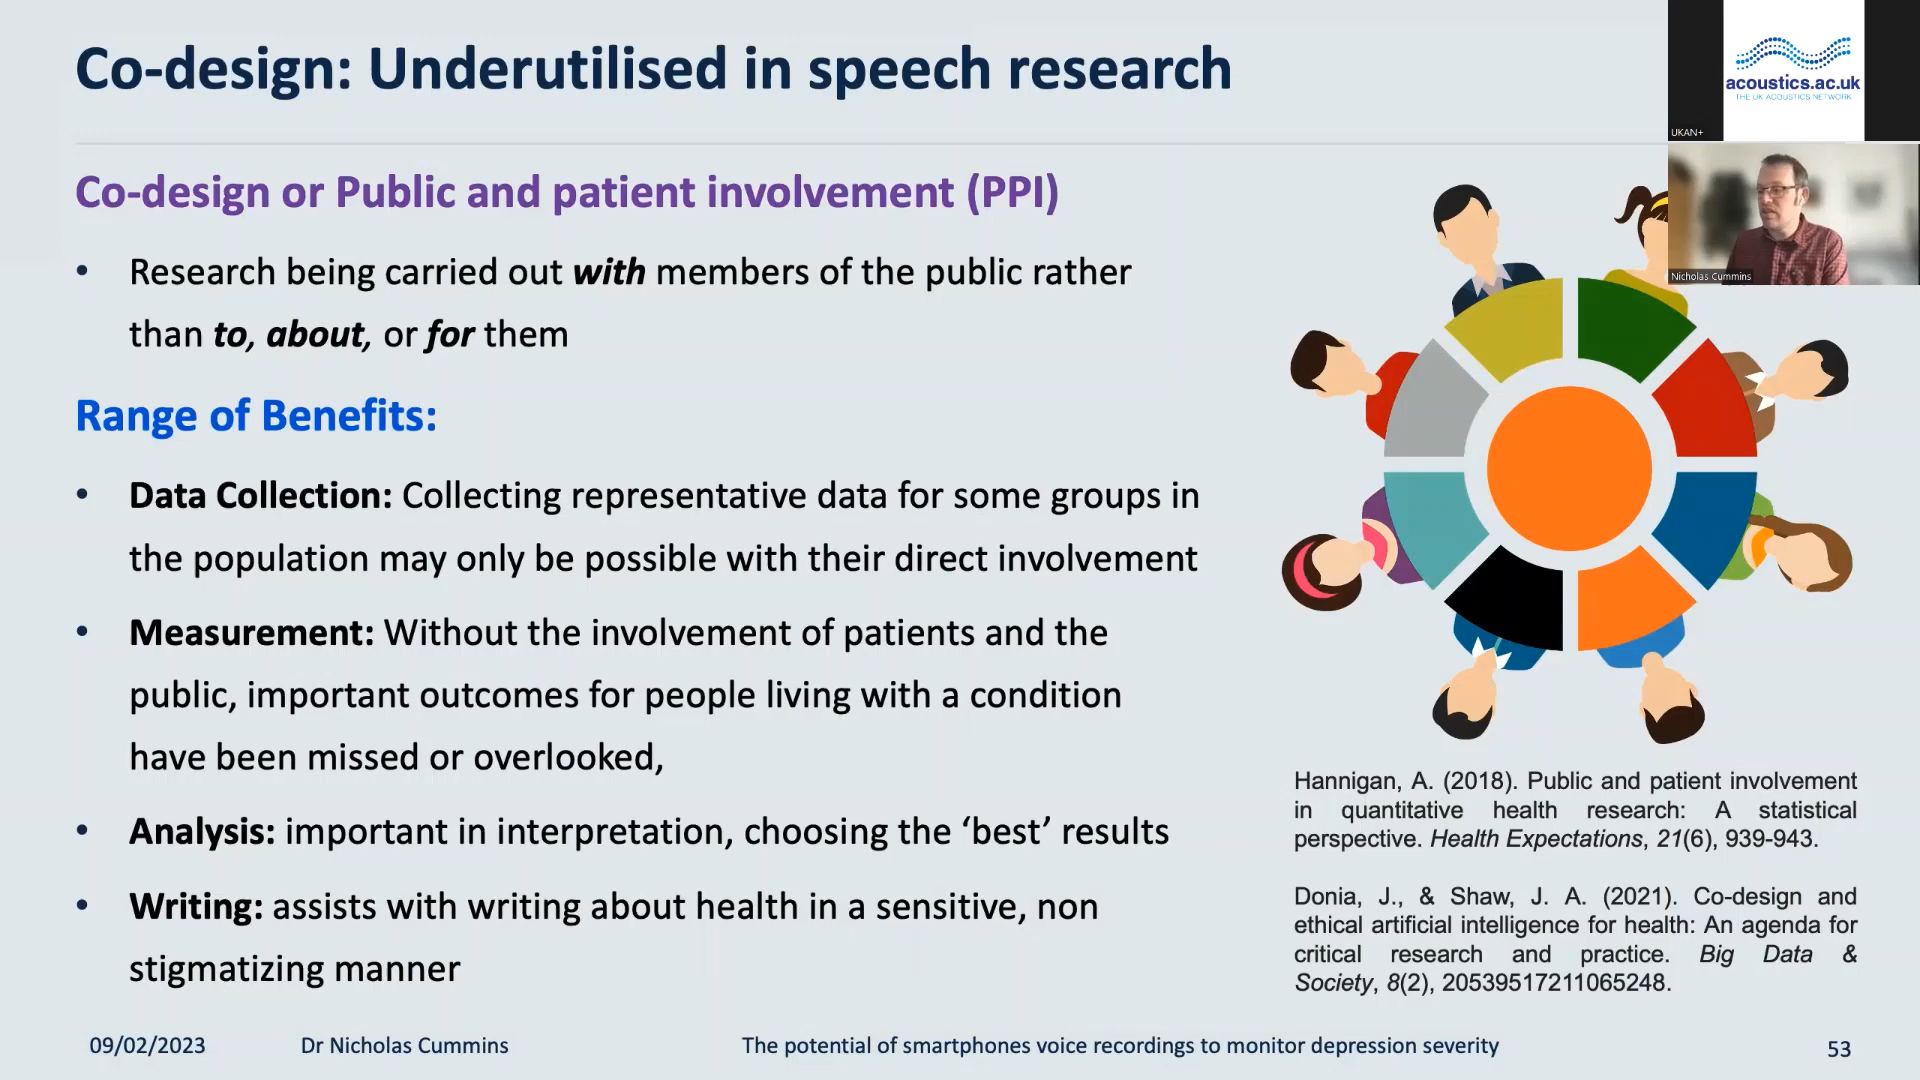 Co-design: Underutilised in speech research
acoustics.ac.uk
THE UK ACOUSTICS NETWORK
UKAN+
Nicholas Cummins
Co-design or Public and patient involvement (PPI)
• Research being carried out with members of the public rather
than to, about, or for them
Range of Benefits:
• Data Collection: Collecting representative data for some groups in
the population may only be possible with their direct involvement
• Measurement: Without the involvement of patients and the
public, important outcomes for people living with a condition
have been missed or overlooked,
• Analysis: important in interpretation, choosing the ‘best’ results
• Writing: assists with writing about health in a sensitive, non
stigmatizing manner
Hannigan, A. (2018). Public and patient involvement
in quantitative health research: A statistical
perspective. Health Expectations, 21(6), 939-943.
Donia, J., & Shaw, J. A. (2021). Co-design and
ethical artificial intelligence for health: An agenda for
critical research and practice. Big Data &
Society, 8(2), 20539517211065248.
09/02/2023
Dr Nicholas Cummins
The potential of smartphones voice recordings to monitor depression severity
53